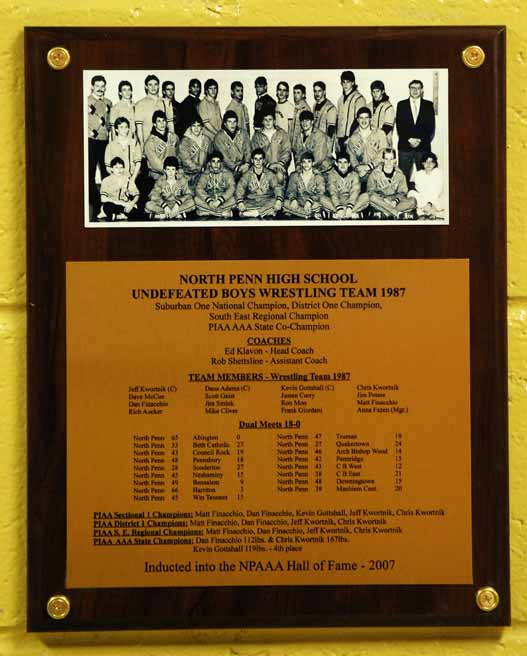 NORTH PENN HIGH SCHOOL
UNDEFEATED BOYS WRESTLING TEAM 1987
Suburban One National Champion, District One Champion,
South East Regional Champion
PIAA AAA State Co-Champion
COACHES
Ed Klavon - Head Coach
Rob Shettsline - Assistant Coach
TEAM MEMBERS - Wrestling Team 1987
Jeff Kwortnik (C) Dana Adams (C) Kevin Gottshall (C) Chris Kwortnik
Dave McCue Scott Geist James Curry Jim Posten
Dan Finacchio Jim Smink Ron Moo Matt Finacchio
Rich Aocker Mike Cliver Frank Giordani Anna Fazen (Mgr.)
Dual Meets 18-0
North Penn 65 Abington 0 North Penn 47 Truman 19
North Penn 33 Beth Catholic 27 North Penn 27 Quakertown 24
North Penn 43 Council Rock 19 North Penn 46 Arch Bishop Wood 14
North Penn 44 Pennsbury 18 North Penn 42 Pennridge 15
North Penn 28 Souderton 27 North Penn 43 C B West 12
North Penn 45 Neshaminy 15 North Penn 38 C B East 21
North Penn 49 Bensalem 9 North Penn 48 Downingtown 15
North Penn 66 Harriton 3 North Penn 39 Manhiem Cent. 20
North Penn 45 Wm Tennent 15
PIAA Sectional 1 Champions: Matt Finacchio, Dan Finacchio, Kevin Gottshall, Jeff Kwortnik, Chris Kwortnik
PIAA District 1 Champions: Matt Finacchio, Dan Finacchio, Jeff Kwortnik, Chris Kwortnik
PIAA S. E. Regional Champions: Matt Finacchio, Dan Finacchio, Jeff Kwortnik, Chris Kwortnik
PIAA AAA State Champions: Dan Finacchio 112lbs. & Chris Kwortnik 167lbs.
Kevin Gottshall 119lbs. - 4th place
Inducted into the NPAAA Hall of Fame - 2007